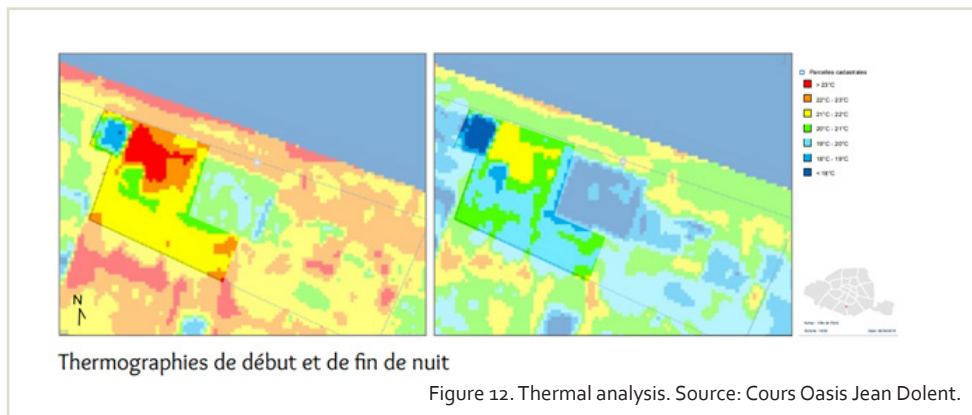 Parcelles cadastrales
> 23°C
22°C - 23°C
21°C - 22°C
20°C - 21°C
19°C - 20°C
18°C - 19°C
< 18°C
N
Thermographies de début et de fin de nuit
Figure 12. Thermal analysis. Source: Cours Oasis Jean Dolent.